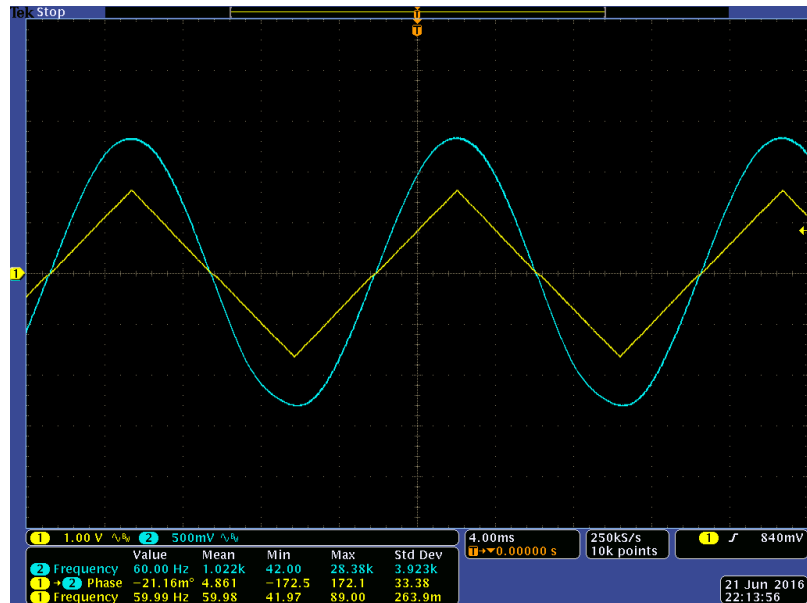 Tek Stop
T
T
1
1 1.00 V 2 500mV 4.00ms 250kS/s 1 840mV
T→▼0.00000 s 10k points
Value Mean Min Max Std Dev
2 Frequency 60.00 Hz 1.022k 42.00 28.38k 3.923k
1 → 2 Phase −21.16m° 4.861 −172.5 172.1 33.38
1 Frequency 59.99 Hz 59.98 41.97 89.00 263.9m
21 Jun 2016
22:13:56